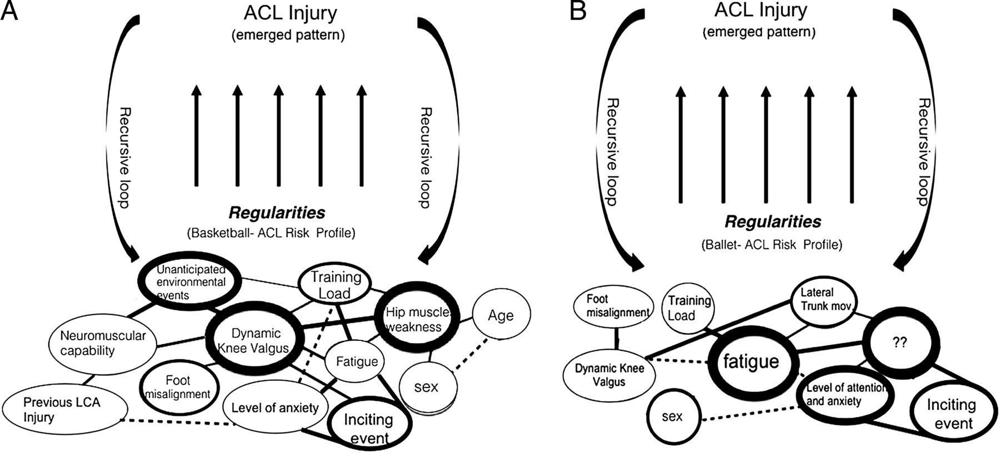 A
ACL Injury
(emerged pattern)
Recursive loop
Recursive loop
Regularities
(Basketball- ACL Risk Profile)
Unanticipated
environmental
events
Training
Load
Hip muscle
weakness
Age
Neuromuscular
capability
Dynamic
Knee Valgus
Fatigue
Foot
misalignment
sex
Previous LCA
Injury
Level of anxiety
Inciting
event
B
ACL Injury
(emerged pattern)
Recursive loop
Recursive loop
Regularities
(Ballet- ACL Risk Profile)
Foot
misalignment
Training
Load
Lateral
Trunk mov
??
Dynamic Knee
Valgus
fatigue
Level of attention
and anxiety
sex
Inciting
event